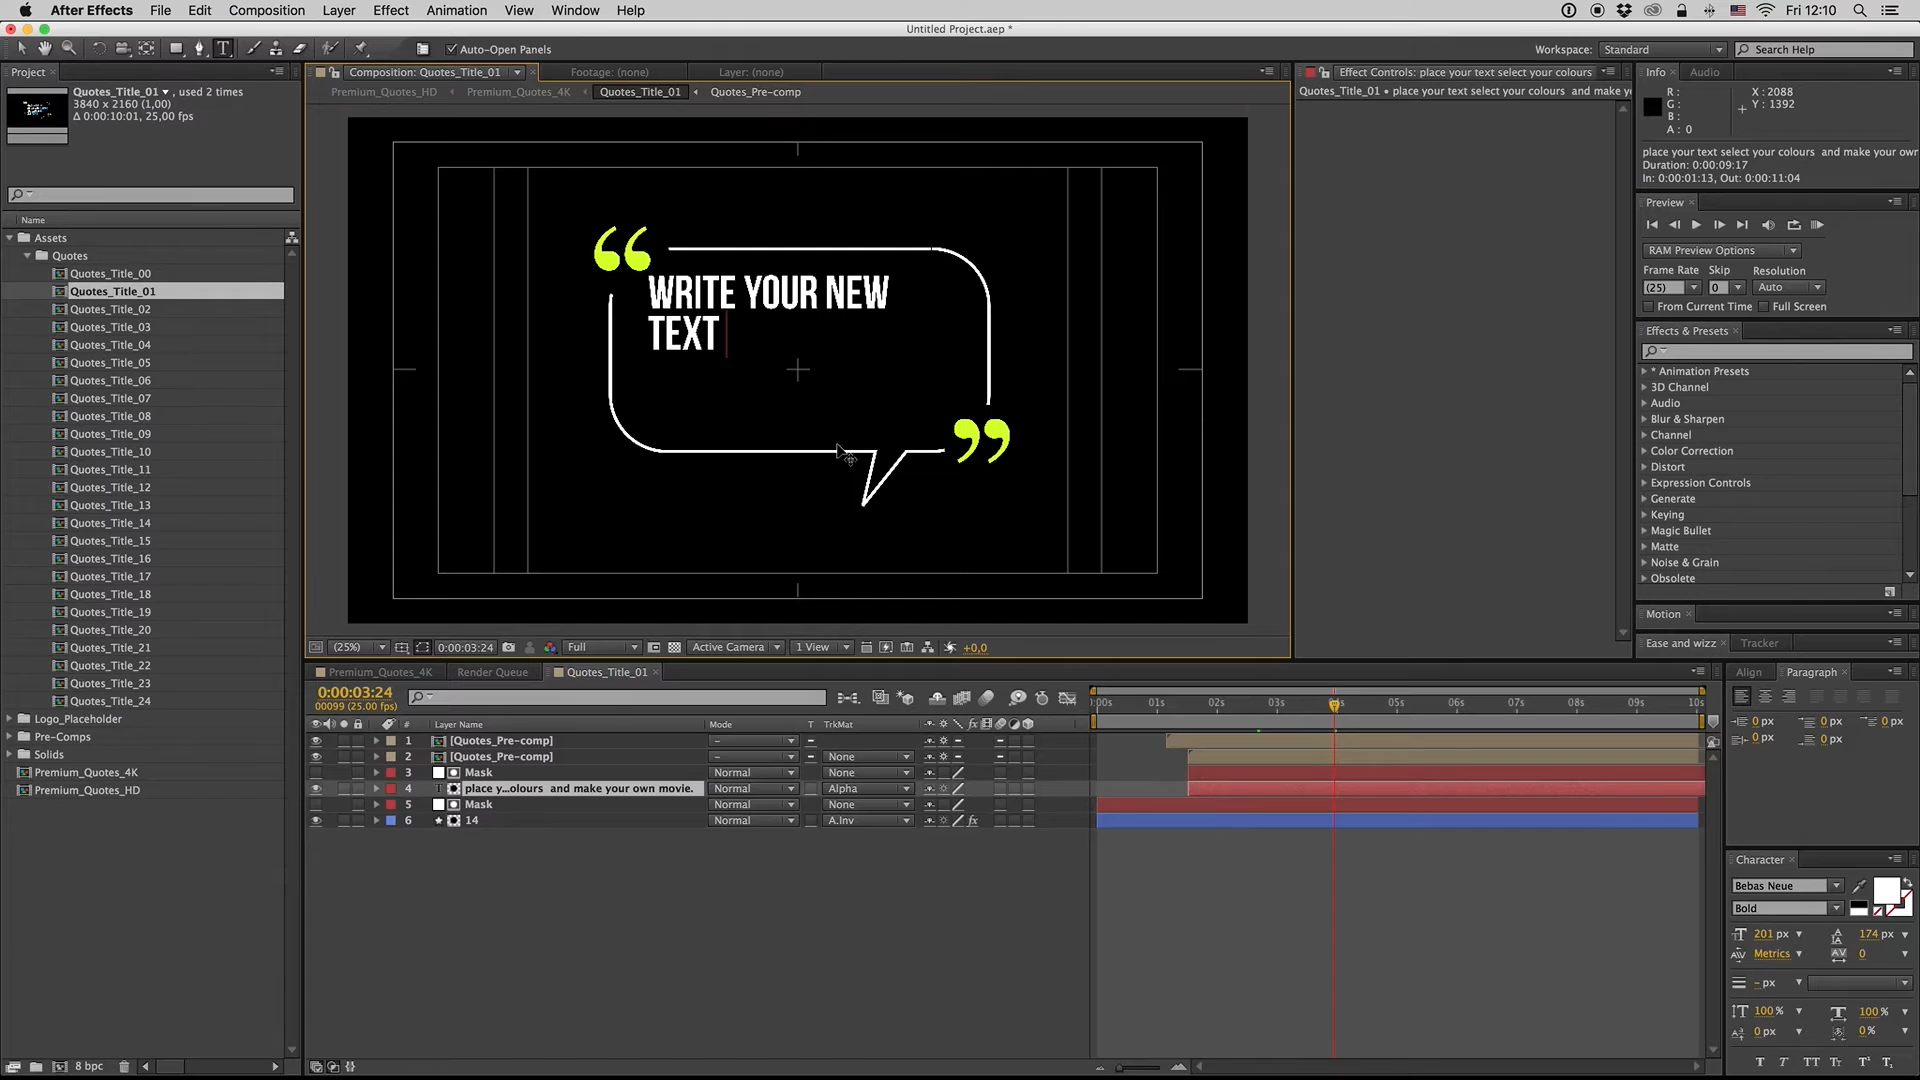 After Effects File Edit Composition Layer Effect Animation View Window Help Fri 12:10
Untitled Project.aep *
Auto-Open Panels Workspace: Standard Search Help
Project
Quotes_Title_01 , used 2 times
3840 x 2160 (1,00)
Δ 0:00:10:01, 25,00 fps
Name
Assets
Quotes
Quotes_Title_00
Quotes_Title_01
Quotes_Title_02
Quotes_Title_03
Quotes_Title_04
Quotes_Title_05
Quotes_Title_06
Quotes_Title_07
Quotes_Title_08
Quotes_Title_09
Quotes_Title_10
Quotes_Title_11
Quotes_Title_12
Quotes_Title_13
Quotes_Title_14
Quotes_Title_15
Quotes_Title_16
Quotes_Title_17
Quotes_Title_18
Quotes_Title_19
Quotes_Title_20
Quotes_Title_21
Quotes_Title_22
Quotes_Title_23
Quotes_Title_24
Logo_Placeholder
Pre-Comps
Solids
Premium_Quotes_4K
Premium_Quotes_HD
8 bpc
Composition: Quotes_Title_01 Footage: (none) Layer: (none)
Premium_Quotes_HD Premium_Quotes_4K Quotes_Title_01 Quotes_Pre-comp
“ WRITE YOUR NEW
TEXT ”
(25%) 0:00:03:24 Full Active Camera 1 View +0,0
Effect Controls: place your text select your colours
Quotes_Title_01 • place your text select your colours and make yo
Info Audio
R: X: 2088
G: Y: 1392
B:
A: 0
place your text select your colours and make your own
Duration: 0:00:09:17
In: 0:00:01:13, Out: 0:00:11:04
Preview
RAM Preview Options
Frame Rate Skip Resolution
(25) 0 Auto
From Current Time Full Screen
Effects & Presets
* Animation Presets
3D Channel
Audio
Blur & Sharpen
Channel
Color Correction
Distort
Expression Controls
Generate
Keying
Magic Bullet
Matte
Noise & Grain
Obsolete
Motion
Ease and wizz Tracker
Premium_Quotes_4K Render Queue Quotes_Title_01
0:00:03:24
00099 (25.00 fps)
:00s 01s 02s 03s 05s 06s 07s 08s 09s 10s
# Layer Name Mode T TrkMat
1 [Quotes_Pre-comp] –
2 [Quotes_Pre-comp] – None
3 Mask Normal None
4 T place y...olours and make your own movie. Normal Alpha
5 Mask Normal None
6 14 Normal A.Inv fx
Align Paragraph
0 px 0 px 0 px
0 px 0 px
Character
Bebas Neue
Bold
201 px 174 px
Metrics 0
– px
100 % 100 %
0 px 0 %
T T TT Tr T¹ T₁